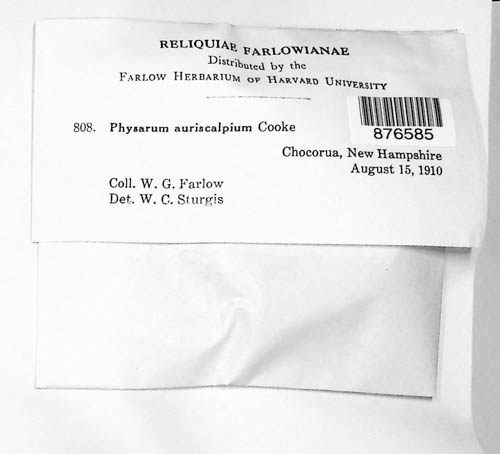 RELIQUIAE FARLOWIANAE
Distributed by the
FARLOW HERBARIUM OF HARVARD UNIVERSITY
808. Physarum auriscalpium Cooke
876585
Chocorua, New Hampshire
August 15, 1910
Coll. W. G. Farlow
Det. W. C. Sturgis